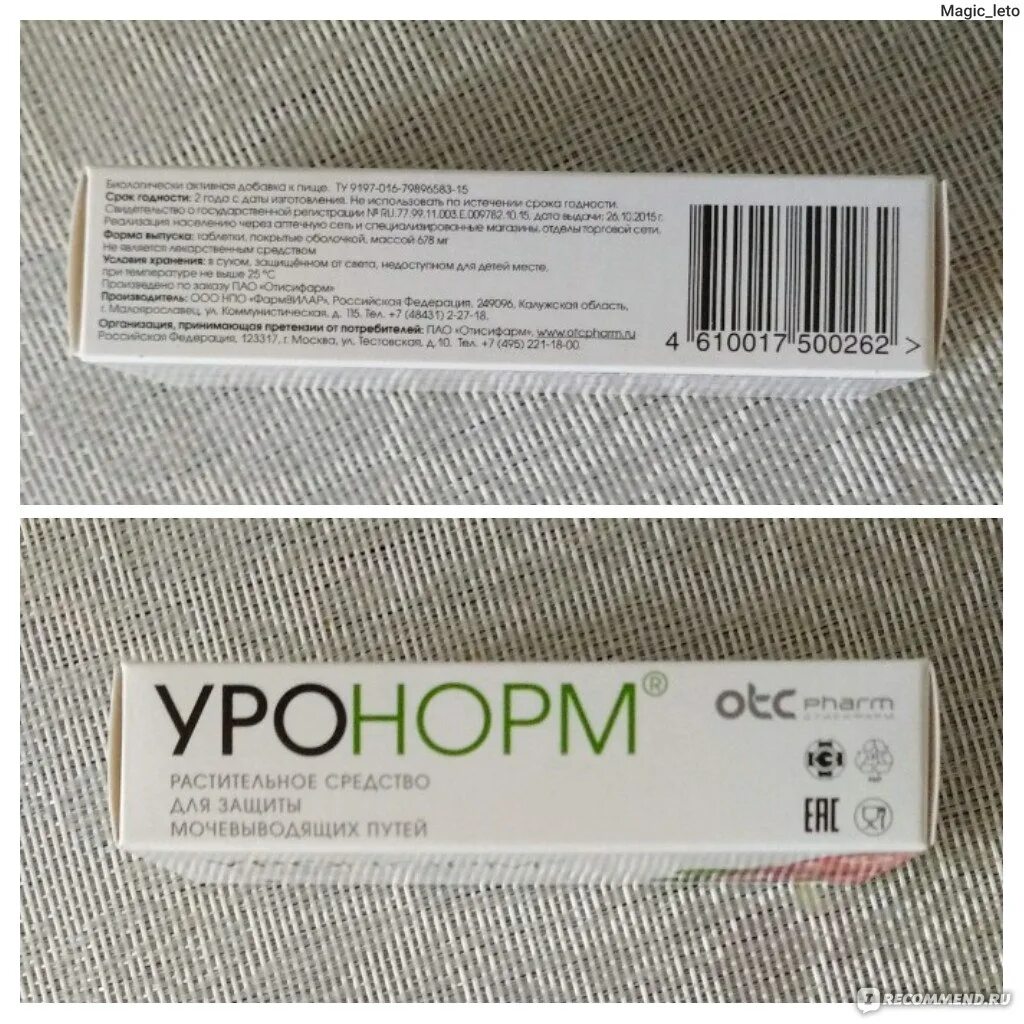 Magic_leto
Биологически активная добавка к пище. ТУ 9197-016-79896583-15
Срок годности: 2 года с даты изготовления. Не использовать по истечении срока годности.
Свидетельство о государственной регистрации № RU.77.99.11.003.Е.009782.10.15, дата выдачи: 26.10.2015 г.
Реализация населению через аптечную сеть и специализированные магазины, отделы торговой сети.
Форма выпуска: таблетки, покрытые оболочкой, массой 678 мг
Не является лекарственным средством
Условия хранения: в сухом, защищённом от света, недоступном для детей месте,
при температуре не выше 25 °С
Произведено по заказу ПАО «Отисифарм»
Производитель: ООО НПО «ФармВИЛАР», Российская Федерация, 249096, Калужская область,
г. Малоярославец, ул. Коммунистическая, д. 115. Тел. +7 (48431) 2-27-18.
Организация, принимающая претензии от потребителей: ПАО «Отисифарм», www.otcpharm.ru
Российская Федерация, 123317, г. Москва, ул. Тестовская, д. 10. Тел. +7 (495) 221-18-00
4 610017 500262 >
УРОНОРМ®
РАСТИТЕЛЬНОЕ СРЕДСТВО
ДЛЯ ЗАЩИТЫ
МОЧЕВЫВОДЯЩИХ ПУТЕЙ
otc pharm
ОТИСИФАРМ
EAC
RECOMMEND.RU